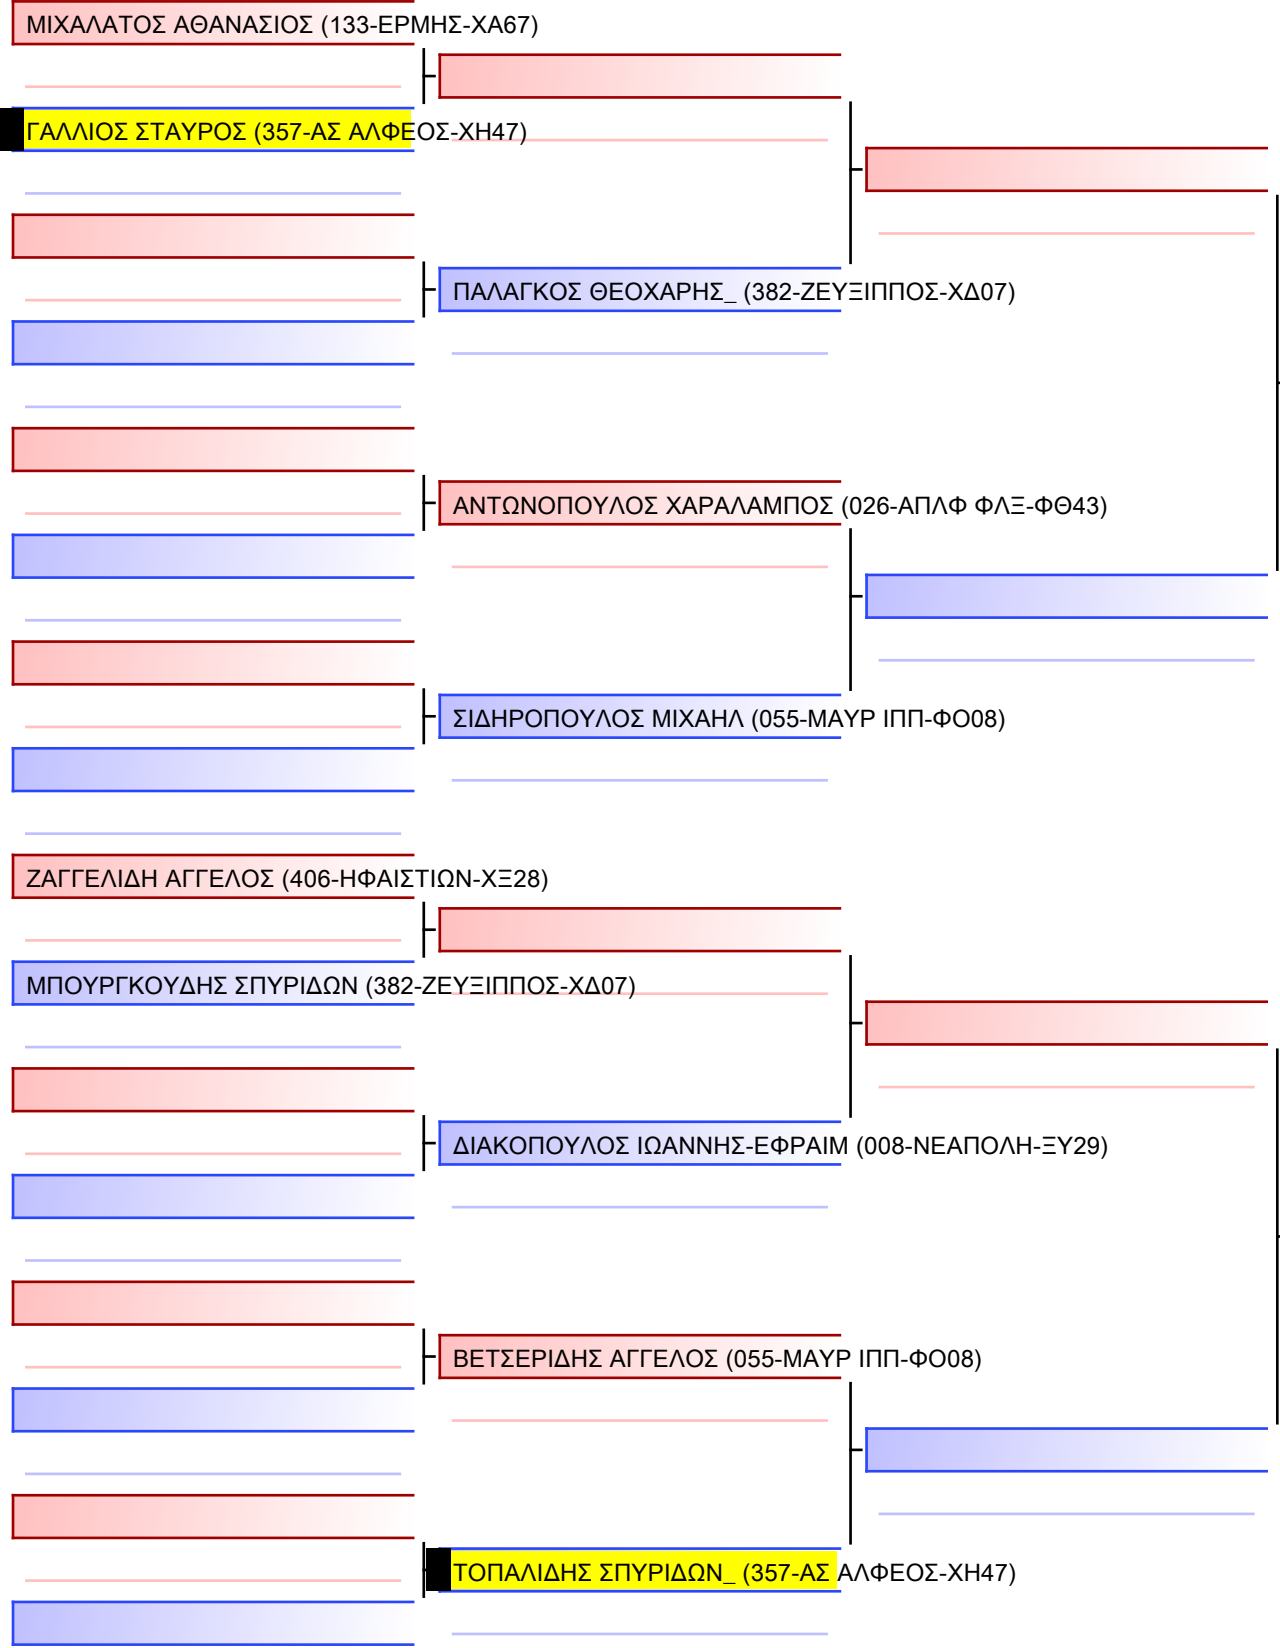 ΜΙΧΑΛΑΤΟΣ ΑΘΑΝΑΣΙΟΣ (133-ΕΡΜΗΣ-ΧΑ67)
ΓΑΛΛΙΟΣ ΣΤΑΥΡΟΣ (357-ΑΣ ΑΛΦΕΟΣ-ΧΗ47)
ΠΑΛΑΓΚΟΣ ΘΕΟΧΑΡΗΣ_ (382-ΖΕΥΞΙΠΠΟΣ-ΧΔ07)
ΑΝΤΩΝΟΠΟΥΛΟΣ ΧΑΡΑΛΑΜΠΟΣ (026-ΑΠΛΦ ΦΛΞ-ΦΘ43)
ΣΙΔΗΡΟΠΟΥΛΟΣ ΜΙΧΑΗΛ (055-ΜΑΥΡ ΙΠΠ-ΦΟ08)
ΖΑΓΓΕΛΙΔΗ ΑΓΓΕΛΟΣ (406-ΗΦΑΙΣΤΙΩΝ-ΧΞ28)
ΜΠΟΥΡΓΚΟΥΔΗΣ ΣΠΥΡΙΔΩΝ (382-ΖΕΥΞΙΠΠΟΣ-ΧΔ07)
ΔΙΑΚΟΠΟΥΛΟΣ ΙΩΑΝΝΗΣ-ΕΦΡΑΙΜ (008-ΝΕΑΠΟΛΗ-ΞΥ29)
ΒΕΤΣΕΡΙΔΗΣ ΑΓΓΕΛΟΣ (055-ΜΑΥΡ ΙΠΠ-ΦΟ08)
ΤΟΠΑΛΙΔΗΣ ΣΠΥΡΙΔΩΝ_ (357-ΑΣ ΑΛΦΕΟΣ-ΧΗ47)